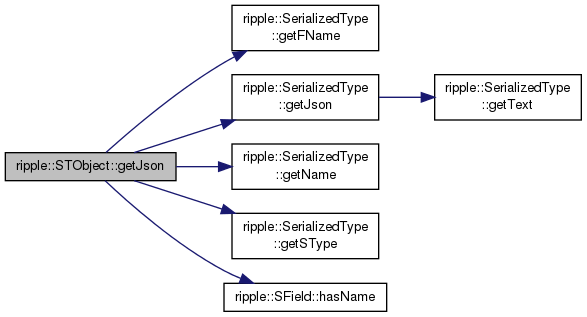 ripple::SerializedType
::getFName
ripple::SerializedType
::getJson
ripple::SerializedType
::getText
ripple::STObject::getJson
ripple::SerializedType
::getName
ripple::SerializedType
::getSType
ripple::SField::hasName